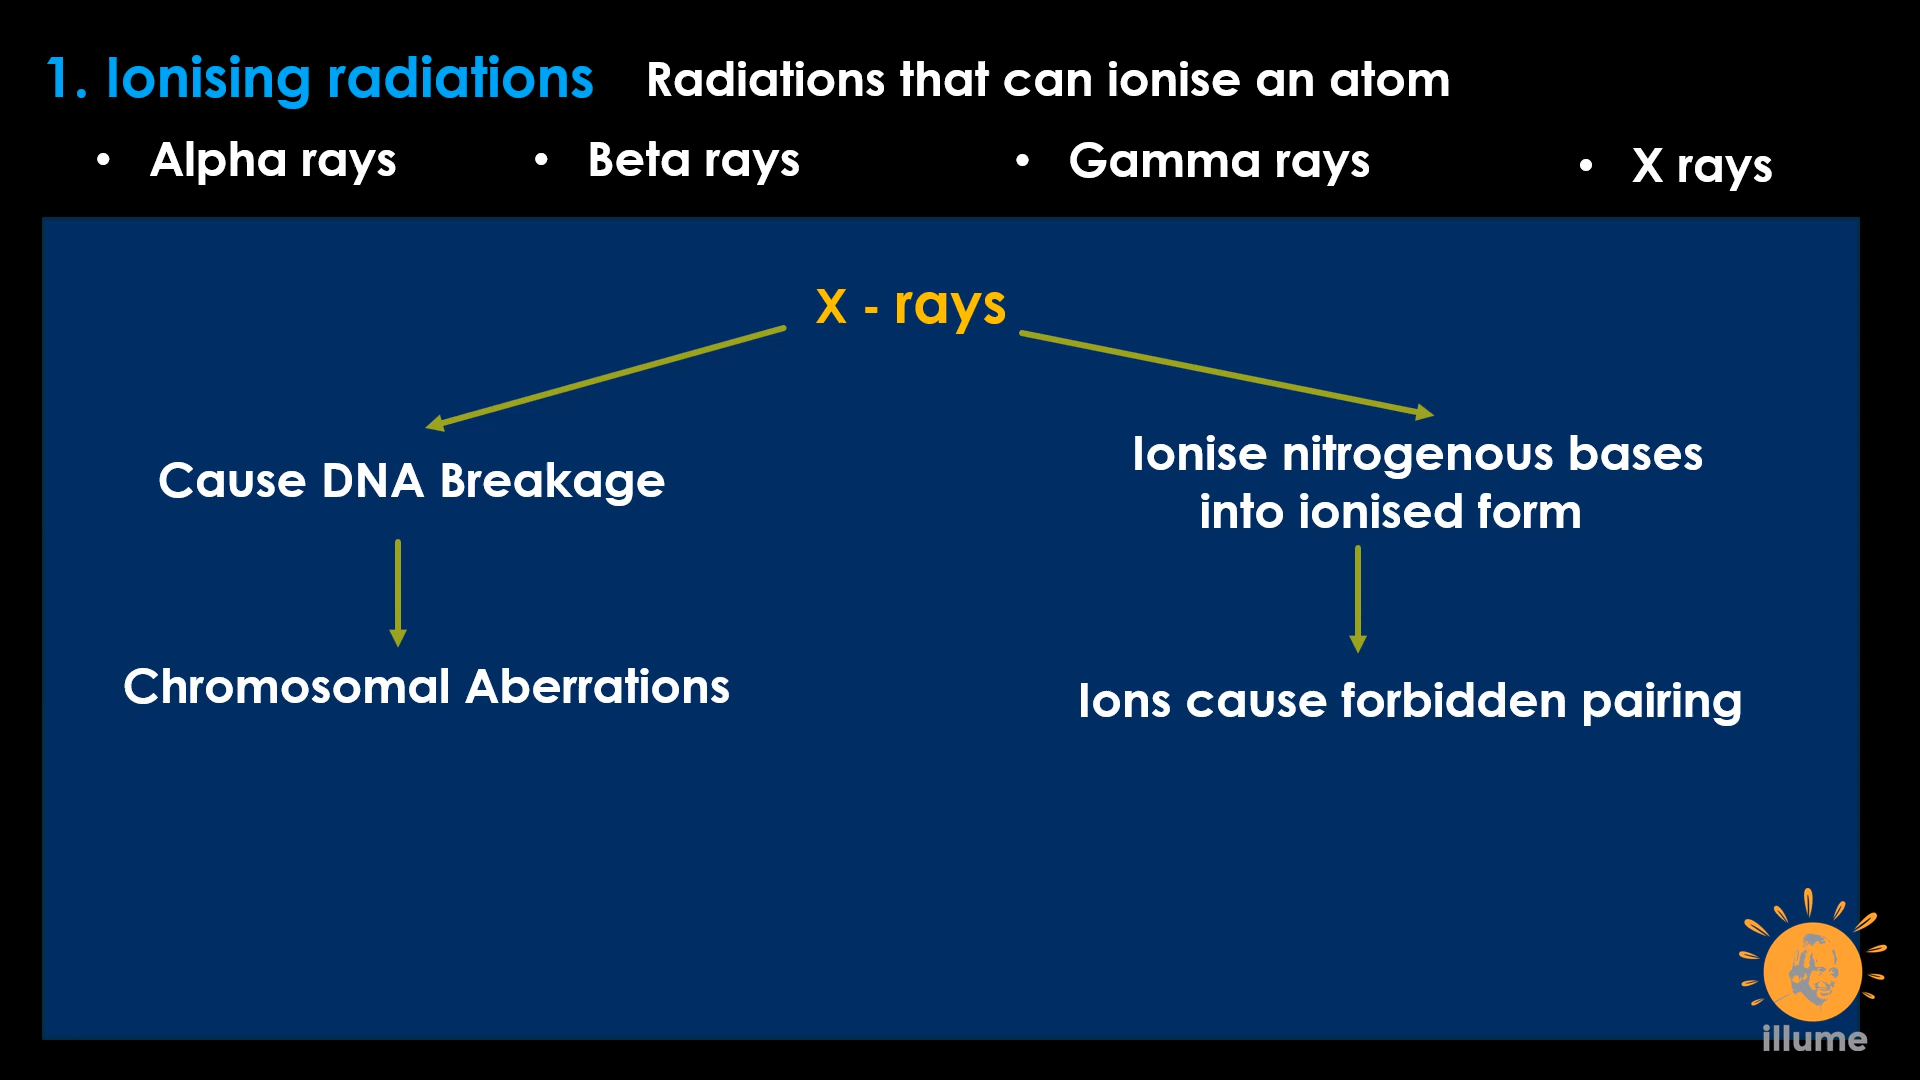 1. Ionising radiations Radiations that can ionise an atom
• Alpha rays • Beta rays • Gamma rays • X rays
X - rays
Cause DNA Breakage
Ionise nitrogenous bases
into ionised form
Chromosomal Aberrations
Ions cause forbidden pairing
illume